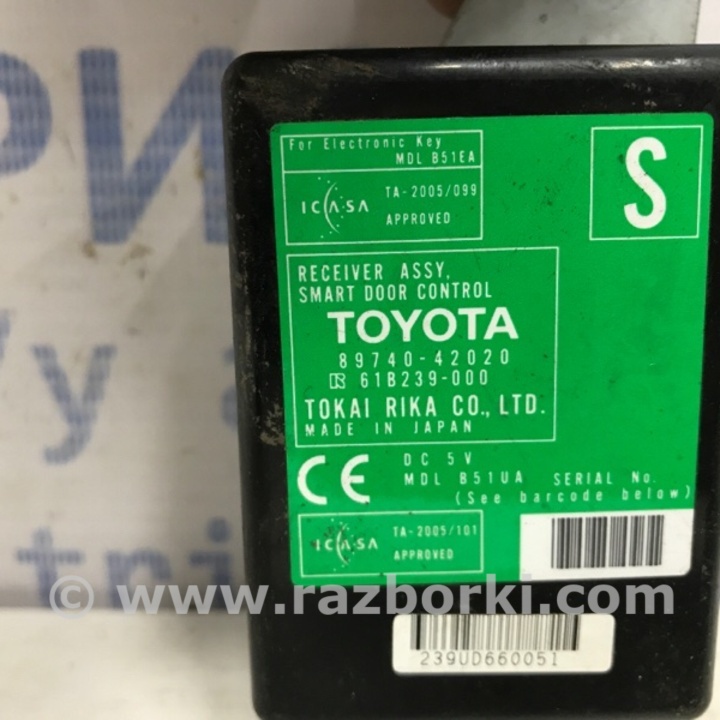 For Electronic Key
MDL B51EA
ICASA
TA-2005/099
APPROVED
S
RECEIVER ASSY,
SMART DOOR CONTROL
TOYOTA
89740-42020
61B239-000
TOKAI RIKA CO., LTD.
MADE IN JAPAN
CE
DC 5V
MDL B51UA SERIAL No.
(See barcode below)
ICASA
TA-2005/101
APPROVED
© www.razborki.com
239UD660051